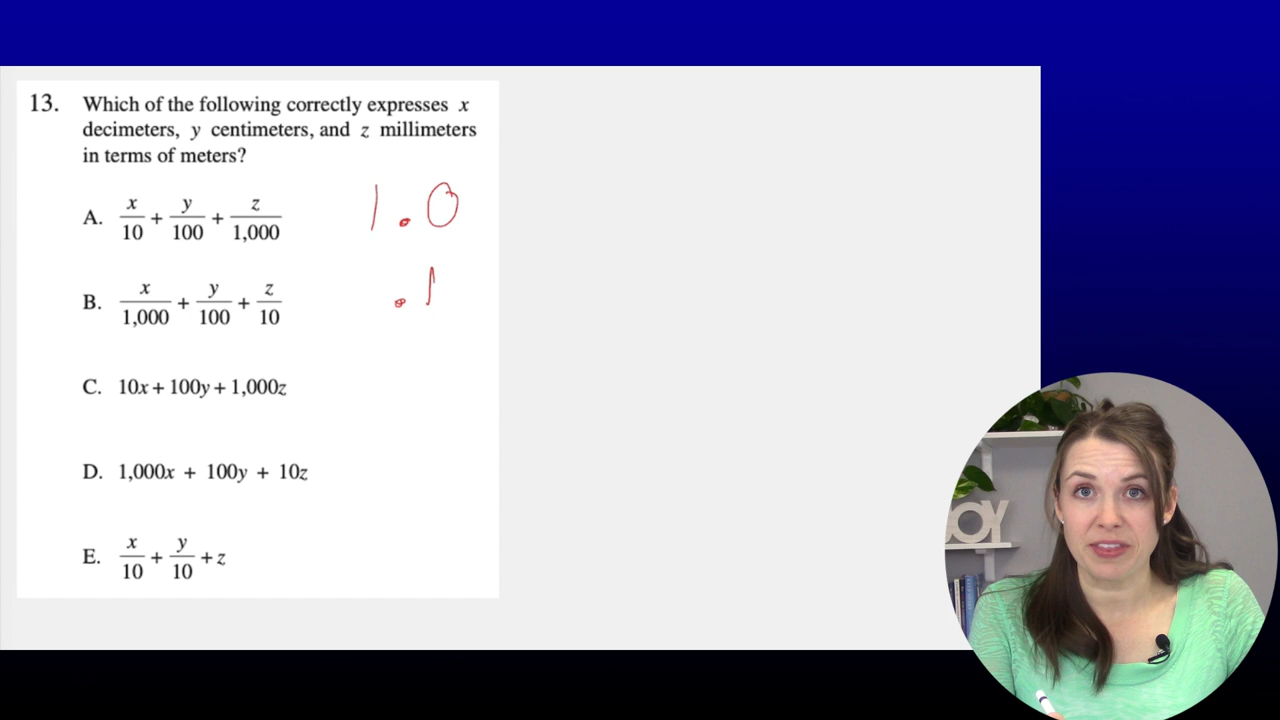 13. Which of the following correctly expresses x
decimeters, y centimeters, and z millimeters
in terms of meters?
A. x/10 + y/100 + z/1,000
1.0
B. x/1,000 + y/100 + z/10
.1
C. 10x + 100y + 1,000z
D. 1,000x + 100y + 10z
E. x/10 + y/10 + z
OY